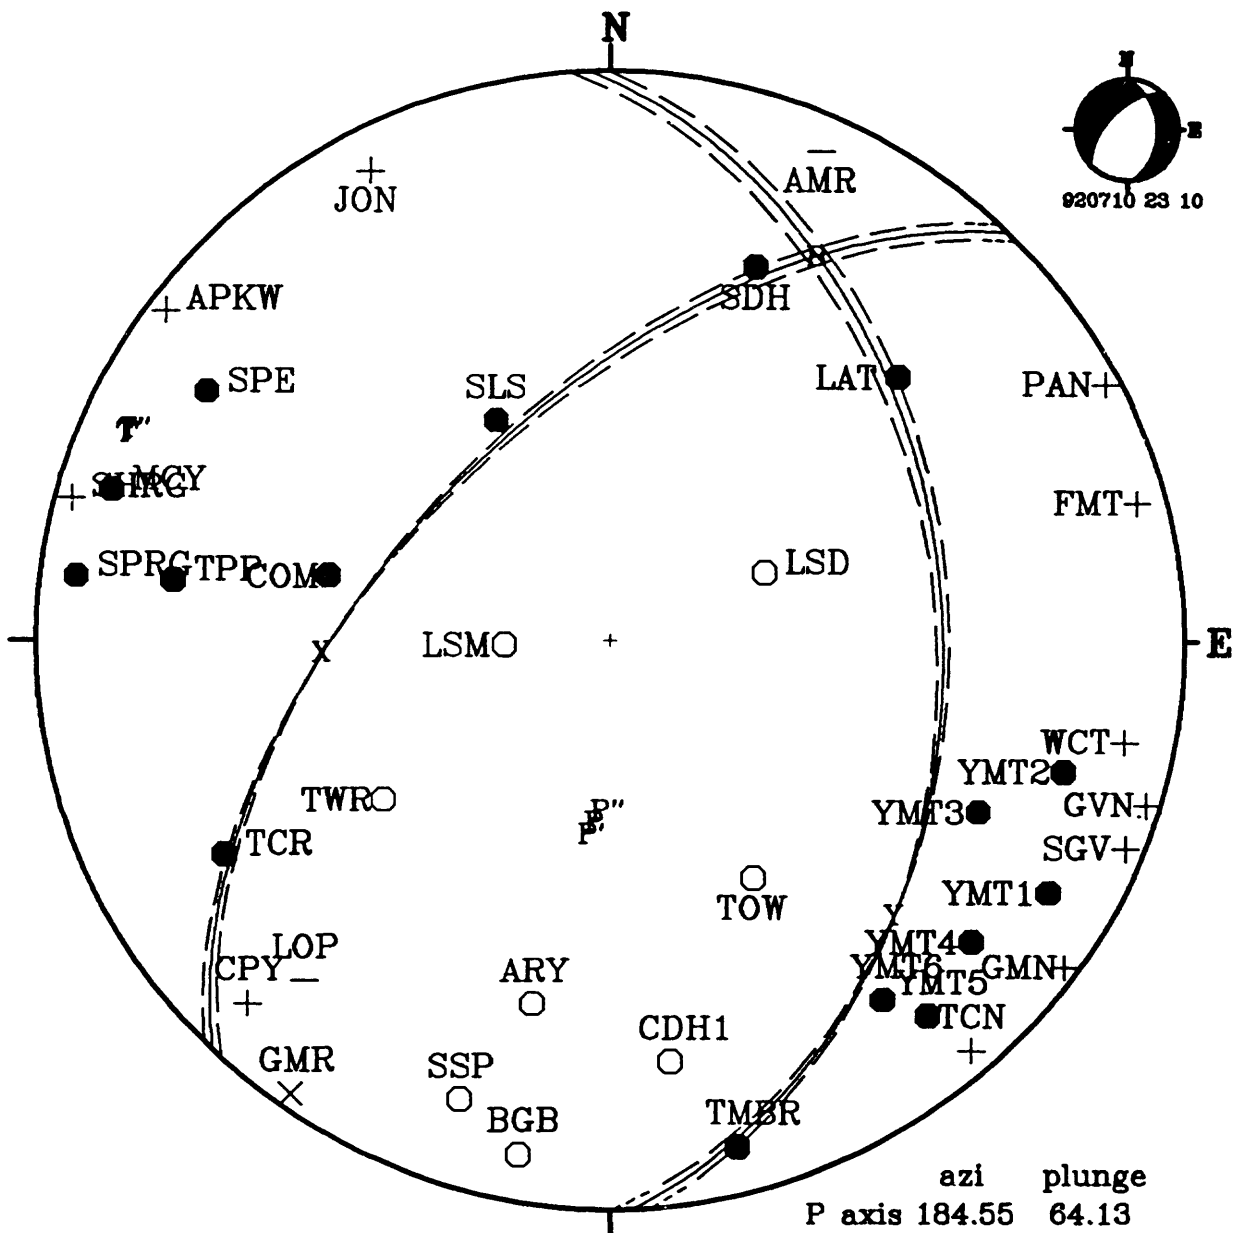 N
N
AMR
E
920710 23 10
JON
APKW
SDH
SPE
SLS
LAT
PAN
T"
MCY
SHRG
FMT
SPRG
TPP
COM
LSD
LSM
E
X
WCT
YMT2
TWR
P"
P
P'
YMT3
GVN
TCR
SGV
YMT1
TOW
Y
YMT4
LOP
CPY
YMT6
GMN
YMT5
ARY
TCN
CDH1
GMR
SSP
TMBR
BGB
azi plunge
P axis 184.55 64.13